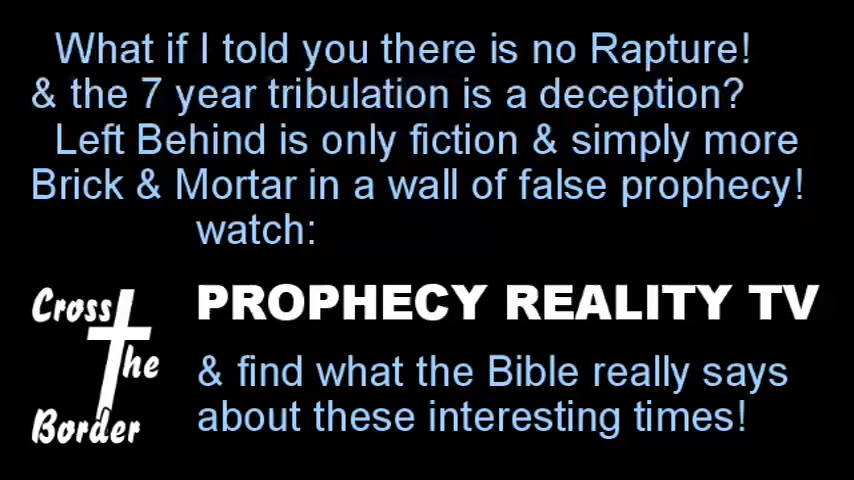 What if I told you there is no Rapture!
& the 7 year tribulation is a deception?
Left Behind is only fiction & simply more
Brick & Mortar in a wall of false prophecy!
watch:
Cross
The
Border
PROPHECY REALITY TV
& find what the Bible really says
about these interesting times!